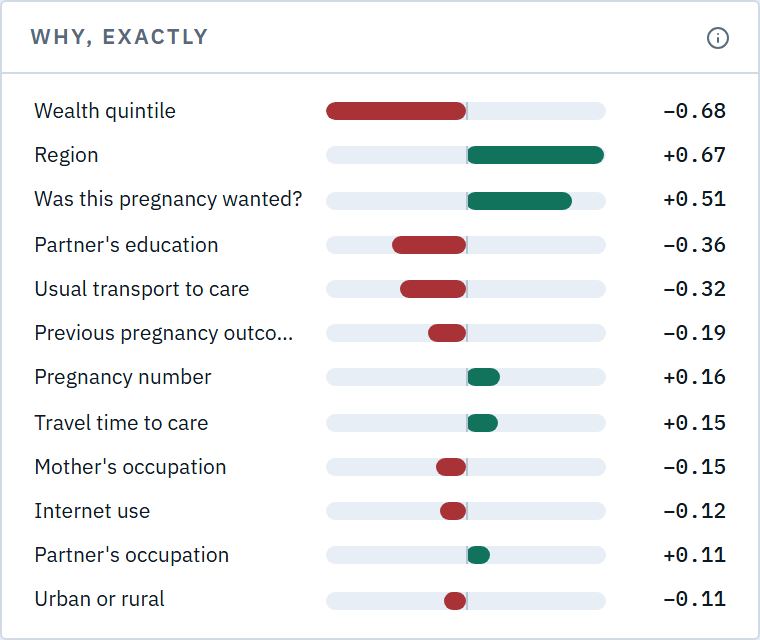 WHY, EXACTLY
Wealth quintile −0.68
Region +0.67
Was this pregnancy wanted? +0.51
Partner's education −0.36
Usual transport to care −0.32
Previous pregnancy outco... −0.19
Pregnancy number +0.16
Travel time to care +0.15
Mother's occupation −0.15
Internet use −0.12
Partner's occupation +0.11
Urban or rural −0.11